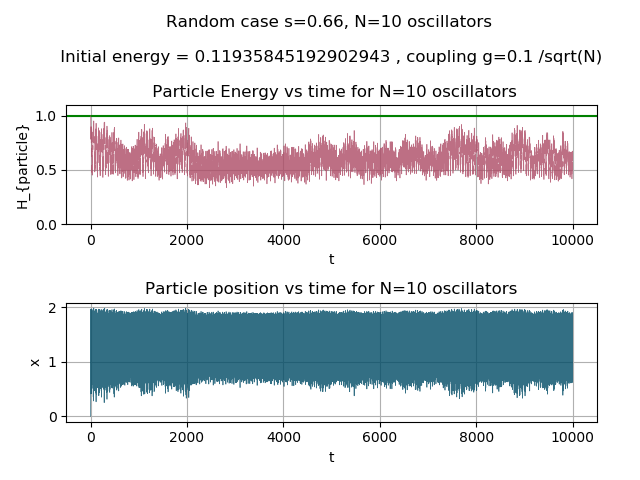 Random case s=0.66, N=10 oscillators
Initial energy = 0.11935845192902943 , coupling g=0.1 /sqrt(N)
Particle Energy vs time for N=10 oscillators
1.0
0.5
0.0
H_{particle}
0 2000 4000 6000 8000 10000
t
Particle position vs time for N=10 oscillators
2
1
0
x
0 2000 4000 6000 8000 10000
t